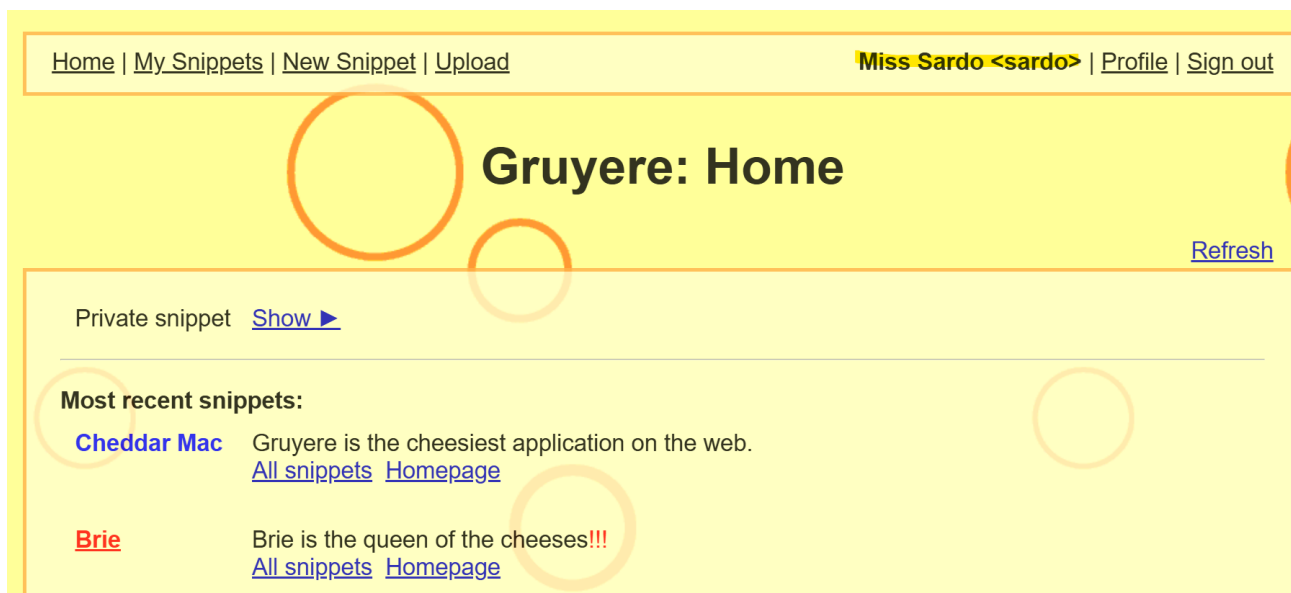 Home | My Snippets | New Snippet | Upload Miss Sardo <sardo> | Profile | Sign out
Gruyere: Home
Refresh
Private snippet Show ►
Most recent snippets:
Cheddar Mac Gruyere is the cheesiest application on the web.
All snippets Homepage
Brie Brie is the queen of the cheeses!!!
All snippets Homepage